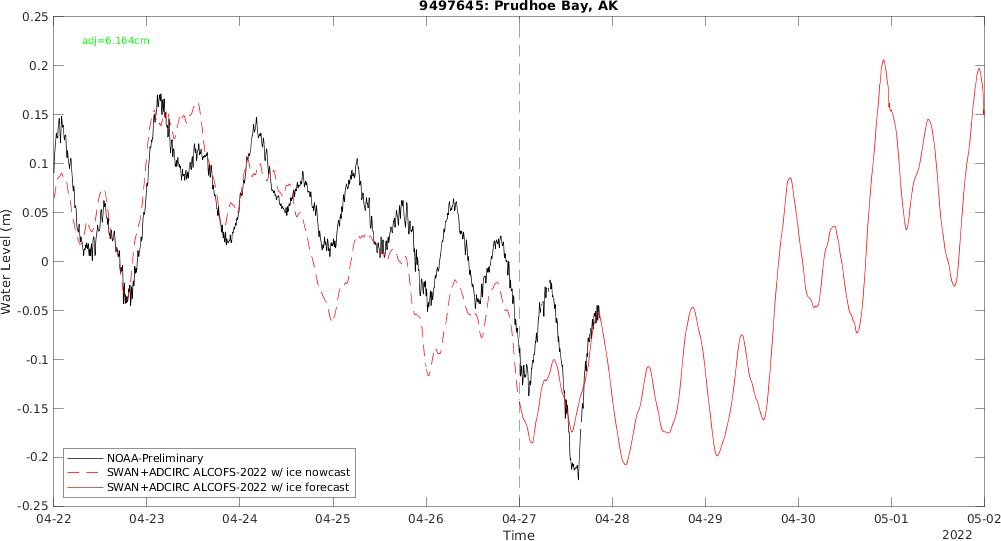 9497645: Prudhoe Bay, AK
0.25
0.2
0.15
0.1
0.05
0
-0.05
-0.1
-0.15
-0.2
-0.25
Water Level (m)
adj=6.164cm
NOAA-Preliminary
SWAN+ADCIRC ALCOFS-2022 w/ ice nowcast
SWAN+ADCIRC ALCOFS-2022 w/ ice forecast
04-22 04-23 04-24 04-25 04-26 04-27 04-28 04-29 04-30 05-01 05-02
Time
2022